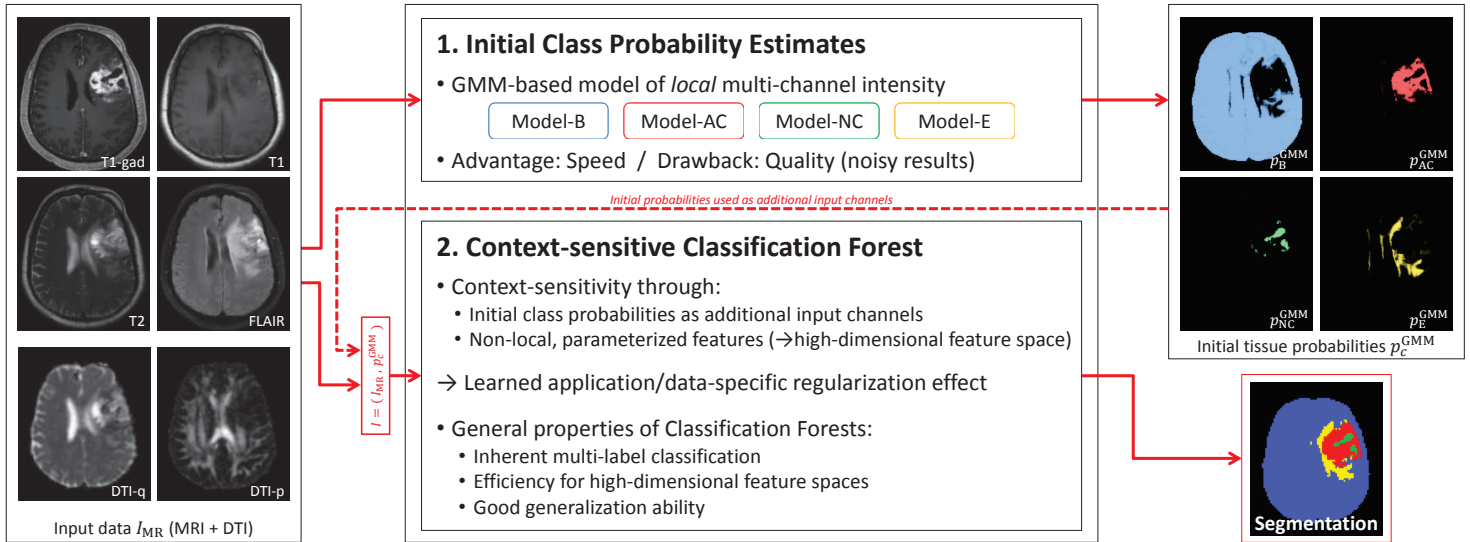 T1-gad
T1
T2
FLAIR
DTI-q
DTI-p
Input data I_MR (MRI + DTI)
1. Initial Class Probability Estimates
• GMM-based model of local multi-channel intensity
Model-B
Model-AC
Model-NC
Model-E
• Advantage: Speed / Drawback: Quality (noisy results)
Initial probabilities used as additional input channels
I = ( I_MR , p_c^GMM )
2. Context-sensitive Classification Forest
• Context-sensitivity through:
• Initial class probabilities as additional input channels
• Non-local, parameterized features (→high-dimensional feature space)
→ Learned application/data-specific regularization effect
• General properties of Classification Forests:
• Inherent multi-label classification
• Efficiency for high-dimensional feature spaces
• Good generalization ability
p_B^GMM
p_AC^GMM
p_NC^GMM
p_E^GMM
Initial tissue probabilities p_c^GMM
Segmentation